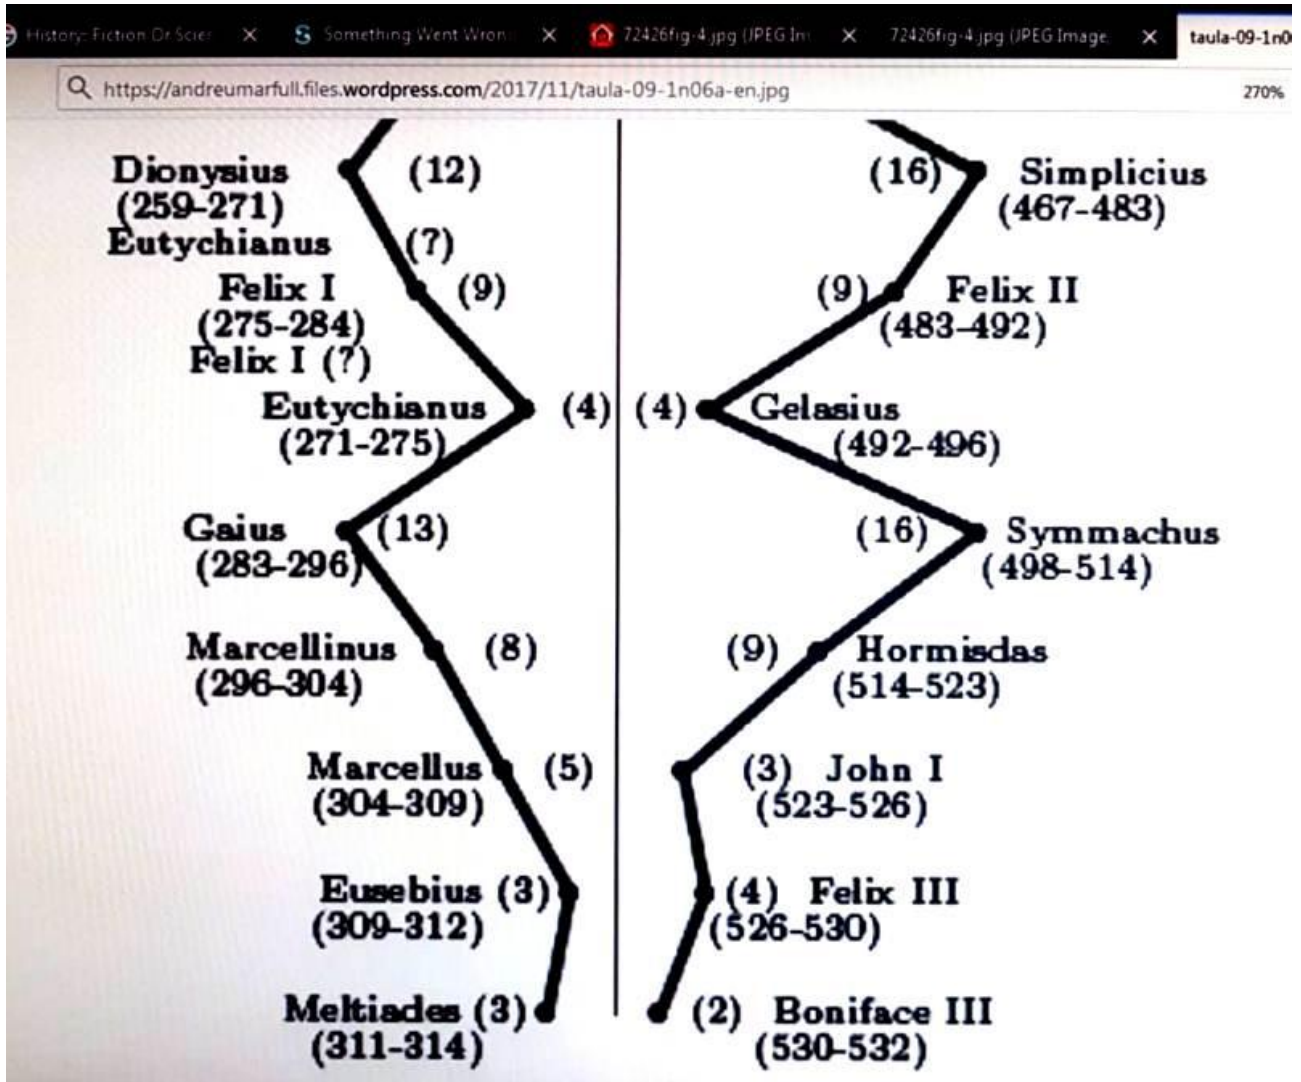 History: Fiction Or Scier
Something Went Wron
72426fig-4.jpg (JPEG Im
72426fig-4.jpg (JPEG Image
taula-09-1n0
https://andreumarfull.files.wordpress.com/2017/11/taula-09-1n06a-en.jpg
270%
Dionysius (12)
(259-271)
Eutychianus (?)
Felix I (9)
(275-284)
Felix I (?)
Eutychianus (4)
(271-275)
Gaius (13)
(283-296)
Marcellinus (8)
(296-304)
Marcellus (5)
(304-309)
Eusebius (3)
(309-312)
Meltiades (3)
(311-314)
(16) Simplicius
(467-483)
(9) Felix II
(483-492)
(4) Gelasius
(492-496)
(16) Symmachus
(498-514)
(9) Hormisdas
(514-523)
(3) John I
(523-526)
(4) Felix III
(526-530)
(2) Boniface III
(530-532)